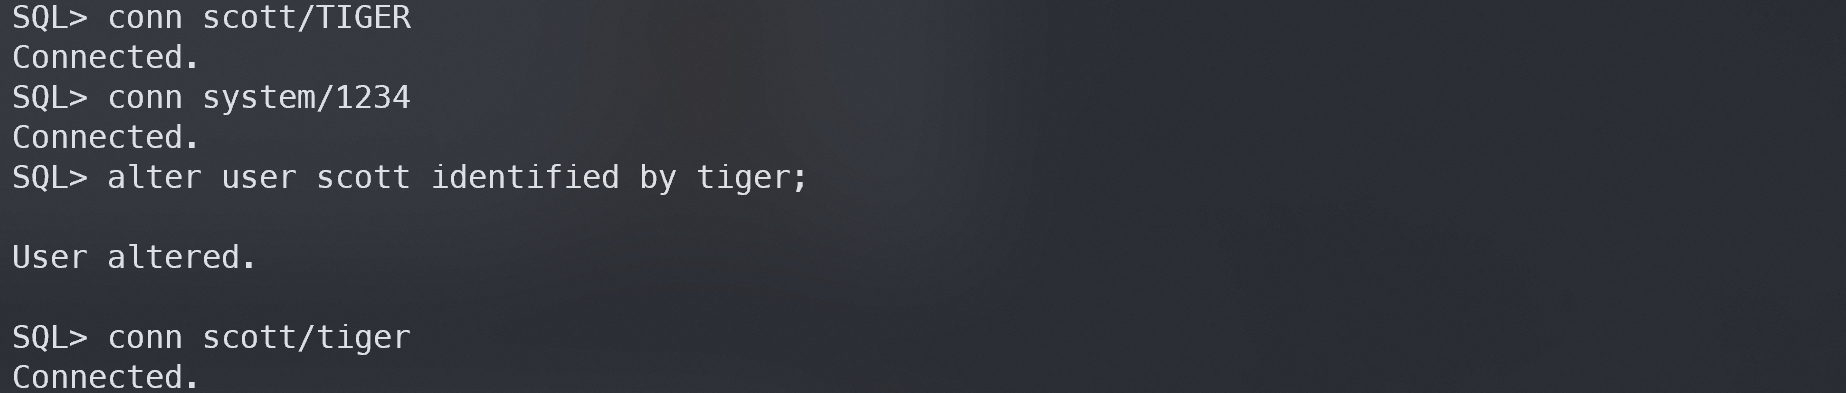 SQL> conn scott/TIGER
Connected.
SQL> conn system/1234
Connected.
SQL> alter user scott identified by tiger;
User altered.
SQL> conn scott/tiger
Connected.